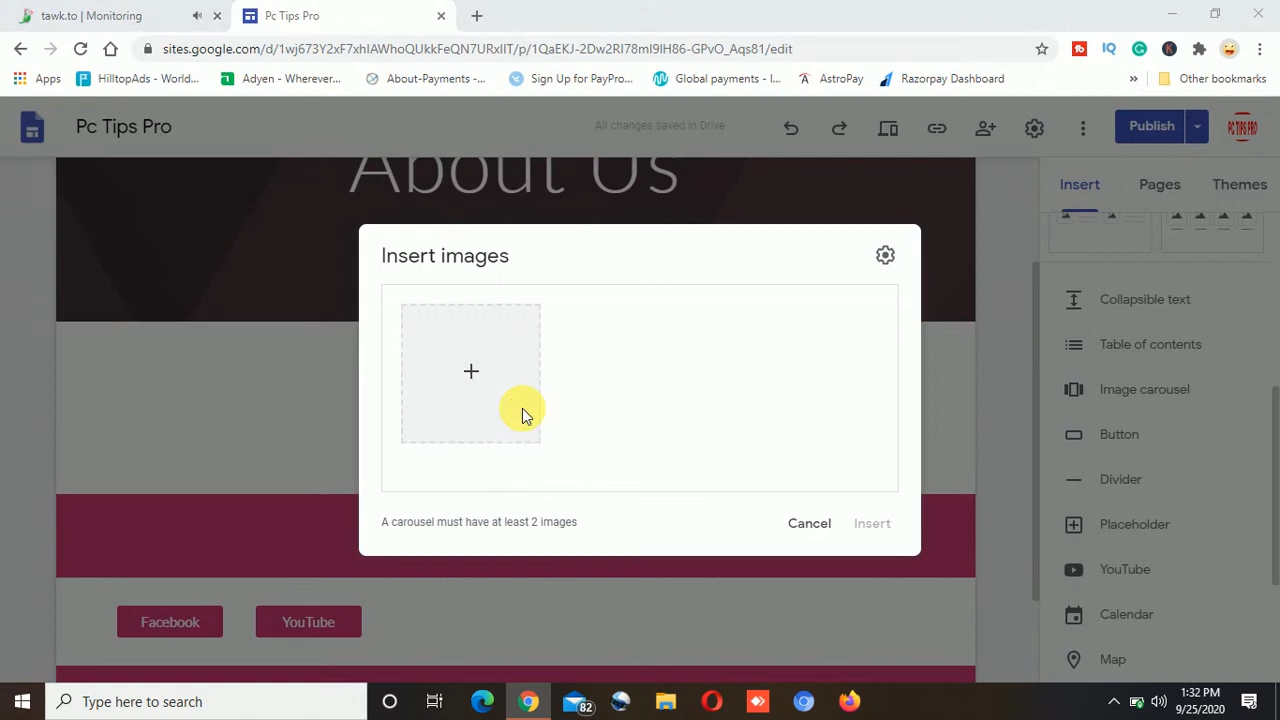 tawk.to | Monitoring
Pc Tips Pro
sites.google.com/d/1wj673Y2xF7xhIAWhoQUkkFeQN7URxIIT/p/1QaEKJ-2Dw2RI78mI9IH86-GPvO_Aqs81/edit
Apps
HilltopAds - World...
Adyen - Wherever...
About-Payments -...
Sign Up for PayPro...
Global payments - I...
AstroPay
Razorpay Dashboard
Other bookmarks
Pc Tips Pro
All changes saved in Drive
Publish
PC TIPS PRO
About Us
Insert
Pages
Themes
Insert images
Collapsible text
Table of contents
Image carousel
Button
Divider
Placeholder
YouTube
Calendar
Map
A carousel must have at least 2 images
Cancel
Insert
Facebook
YouTube
Type here to search
82
1:32 PM
9/25/2020